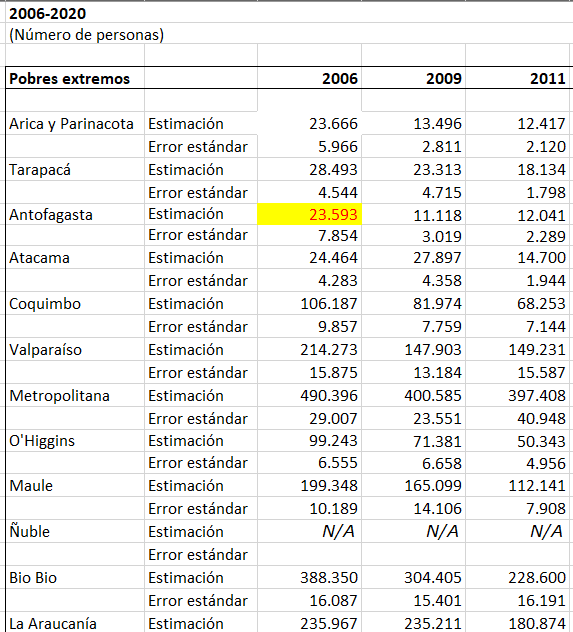 2006-2020
(Número de personas)
Pobres extremos 2006 2009 2011
Arica y Parinacota Estimación 23.666 13.496 12.417
Error estándar 5.966 2.811 2.120
Tarapacá Estimación 28.493 23.313 18.134
Error estándar 4.544 4.715 1.798
Antofagasta Estimación 23.593 11.118 12.041
Error estándar 7.854 3.019 2.289
Atacama Estimación 24.464 27.897 14.700
Error estándar 4.283 4.358 1.944
Coquimbo Estimación 106.187 81.974 68.253
Error estándar 9.857 7.759 7.144
Valparaíso Estimación 214.273 147.903 149.231
Error estándar 15.875 13.184 15.587
Metropolitana Estimación 490.396 400.585 397.408
Error estándar 29.007 23.551 40.948
O'Higgins Estimación 99.243 71.381 50.343
Error estándar 6.555 6.658 4.956
Maule Estimación 199.348 165.099 112.141
Error estándar 10.189 14.106 7.908
Ñuble Estimación N/A N/A N/A
Error estándar
Bio Bio Estimación 388.350 304.405 228.600
Error estándar 16.087 15.401 16.191
La Araucanía Estimación 235.967 235.211 180.874